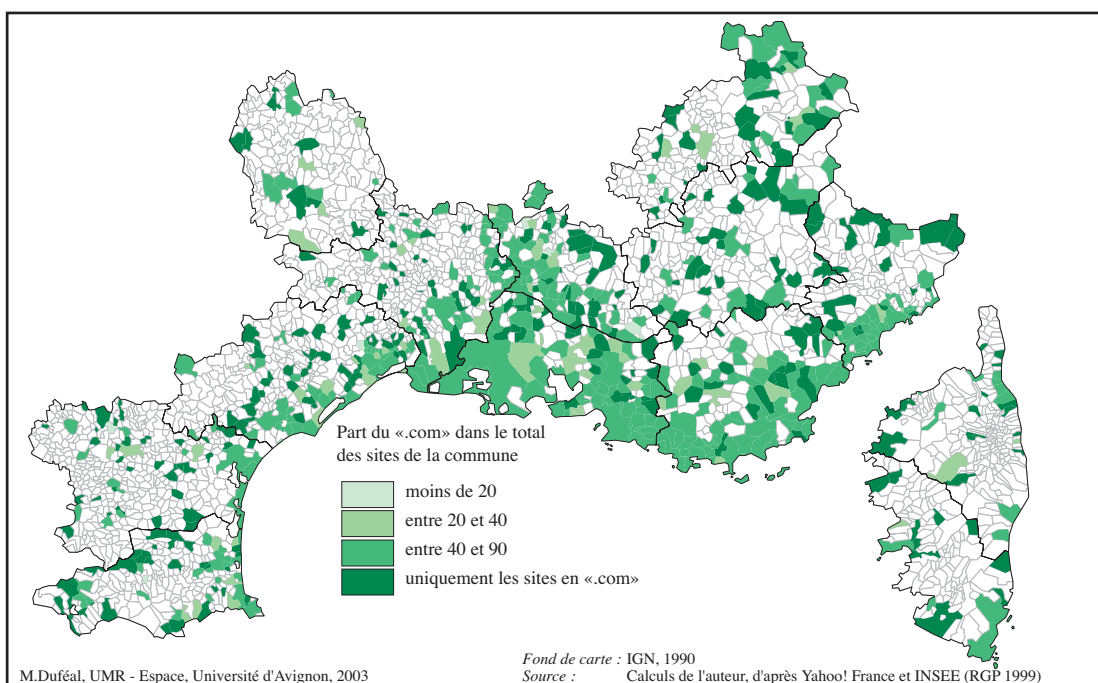 Part du «.com» dans le total
des sites de la commune
moins de 20
entre 20 et 40
entre 40 et 90
uniquement les sites en «.com»
M.Duféal, UMR - Espace, Université d'Avignon, 2003
Fond de carte : IGN, 1990
Source : Calculs de l'auteur, d'après Yahoo! France et INSEE (RGP 1999)